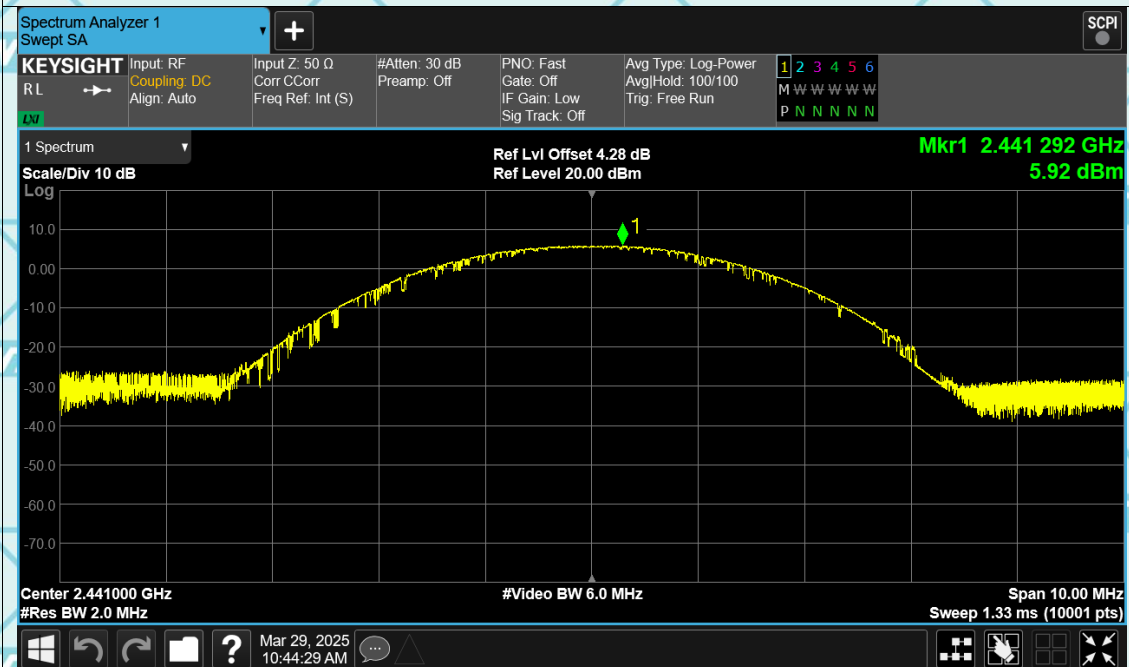 Spectrum Analyzer 1
Swept SA
+
SCPI
KEYSIGHT
RL
LXI
Input: RF
Coupling: DC
Align: Auto
Input Z: 50 Ω
Corr CCorr
Freq Ref: Int (S)
#Atten: 30 dB
Preamp: Off
PNO: Fast
Gate: Off
IF Gain: Low
Sig Track: Off
Avg Type: Log-Power
Avg|Hold: 100/100
Trig: Free Run
1 2 3 4 5 6
M W W W W W
P N N N N N
1 Spectrum
Scale/Div 10 dB
Log
Ref Lvl Offset 4.28 dB
Ref Level 20.00 dBm
Mkr1 2.441 292 GHz
5.92 dBm
1
10.0
0.00
-10.0
-20.0
-30.0
-40.0
-50.0
-60.0
-70.0
Center 2.441000 GHz
#Res BW 2.0 MHz
#Video BW 6.0 MHz
Span 10.00 MHz
Sweep 1.33 ms (10001 pts)
?
Mar 29, 2025
10:44:29 AM